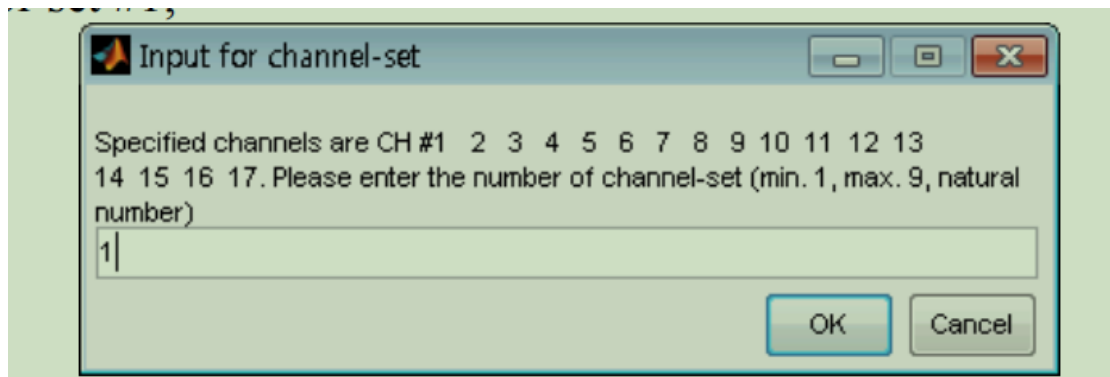 Input for channel-set
Specified channels are CH #1 2 3 4 5 6 7 8 9 10 11 12 13
14 15 16 17. Please enter the number of channel-set (min. 1, max. 9, natural
number)
1
OK Cancel